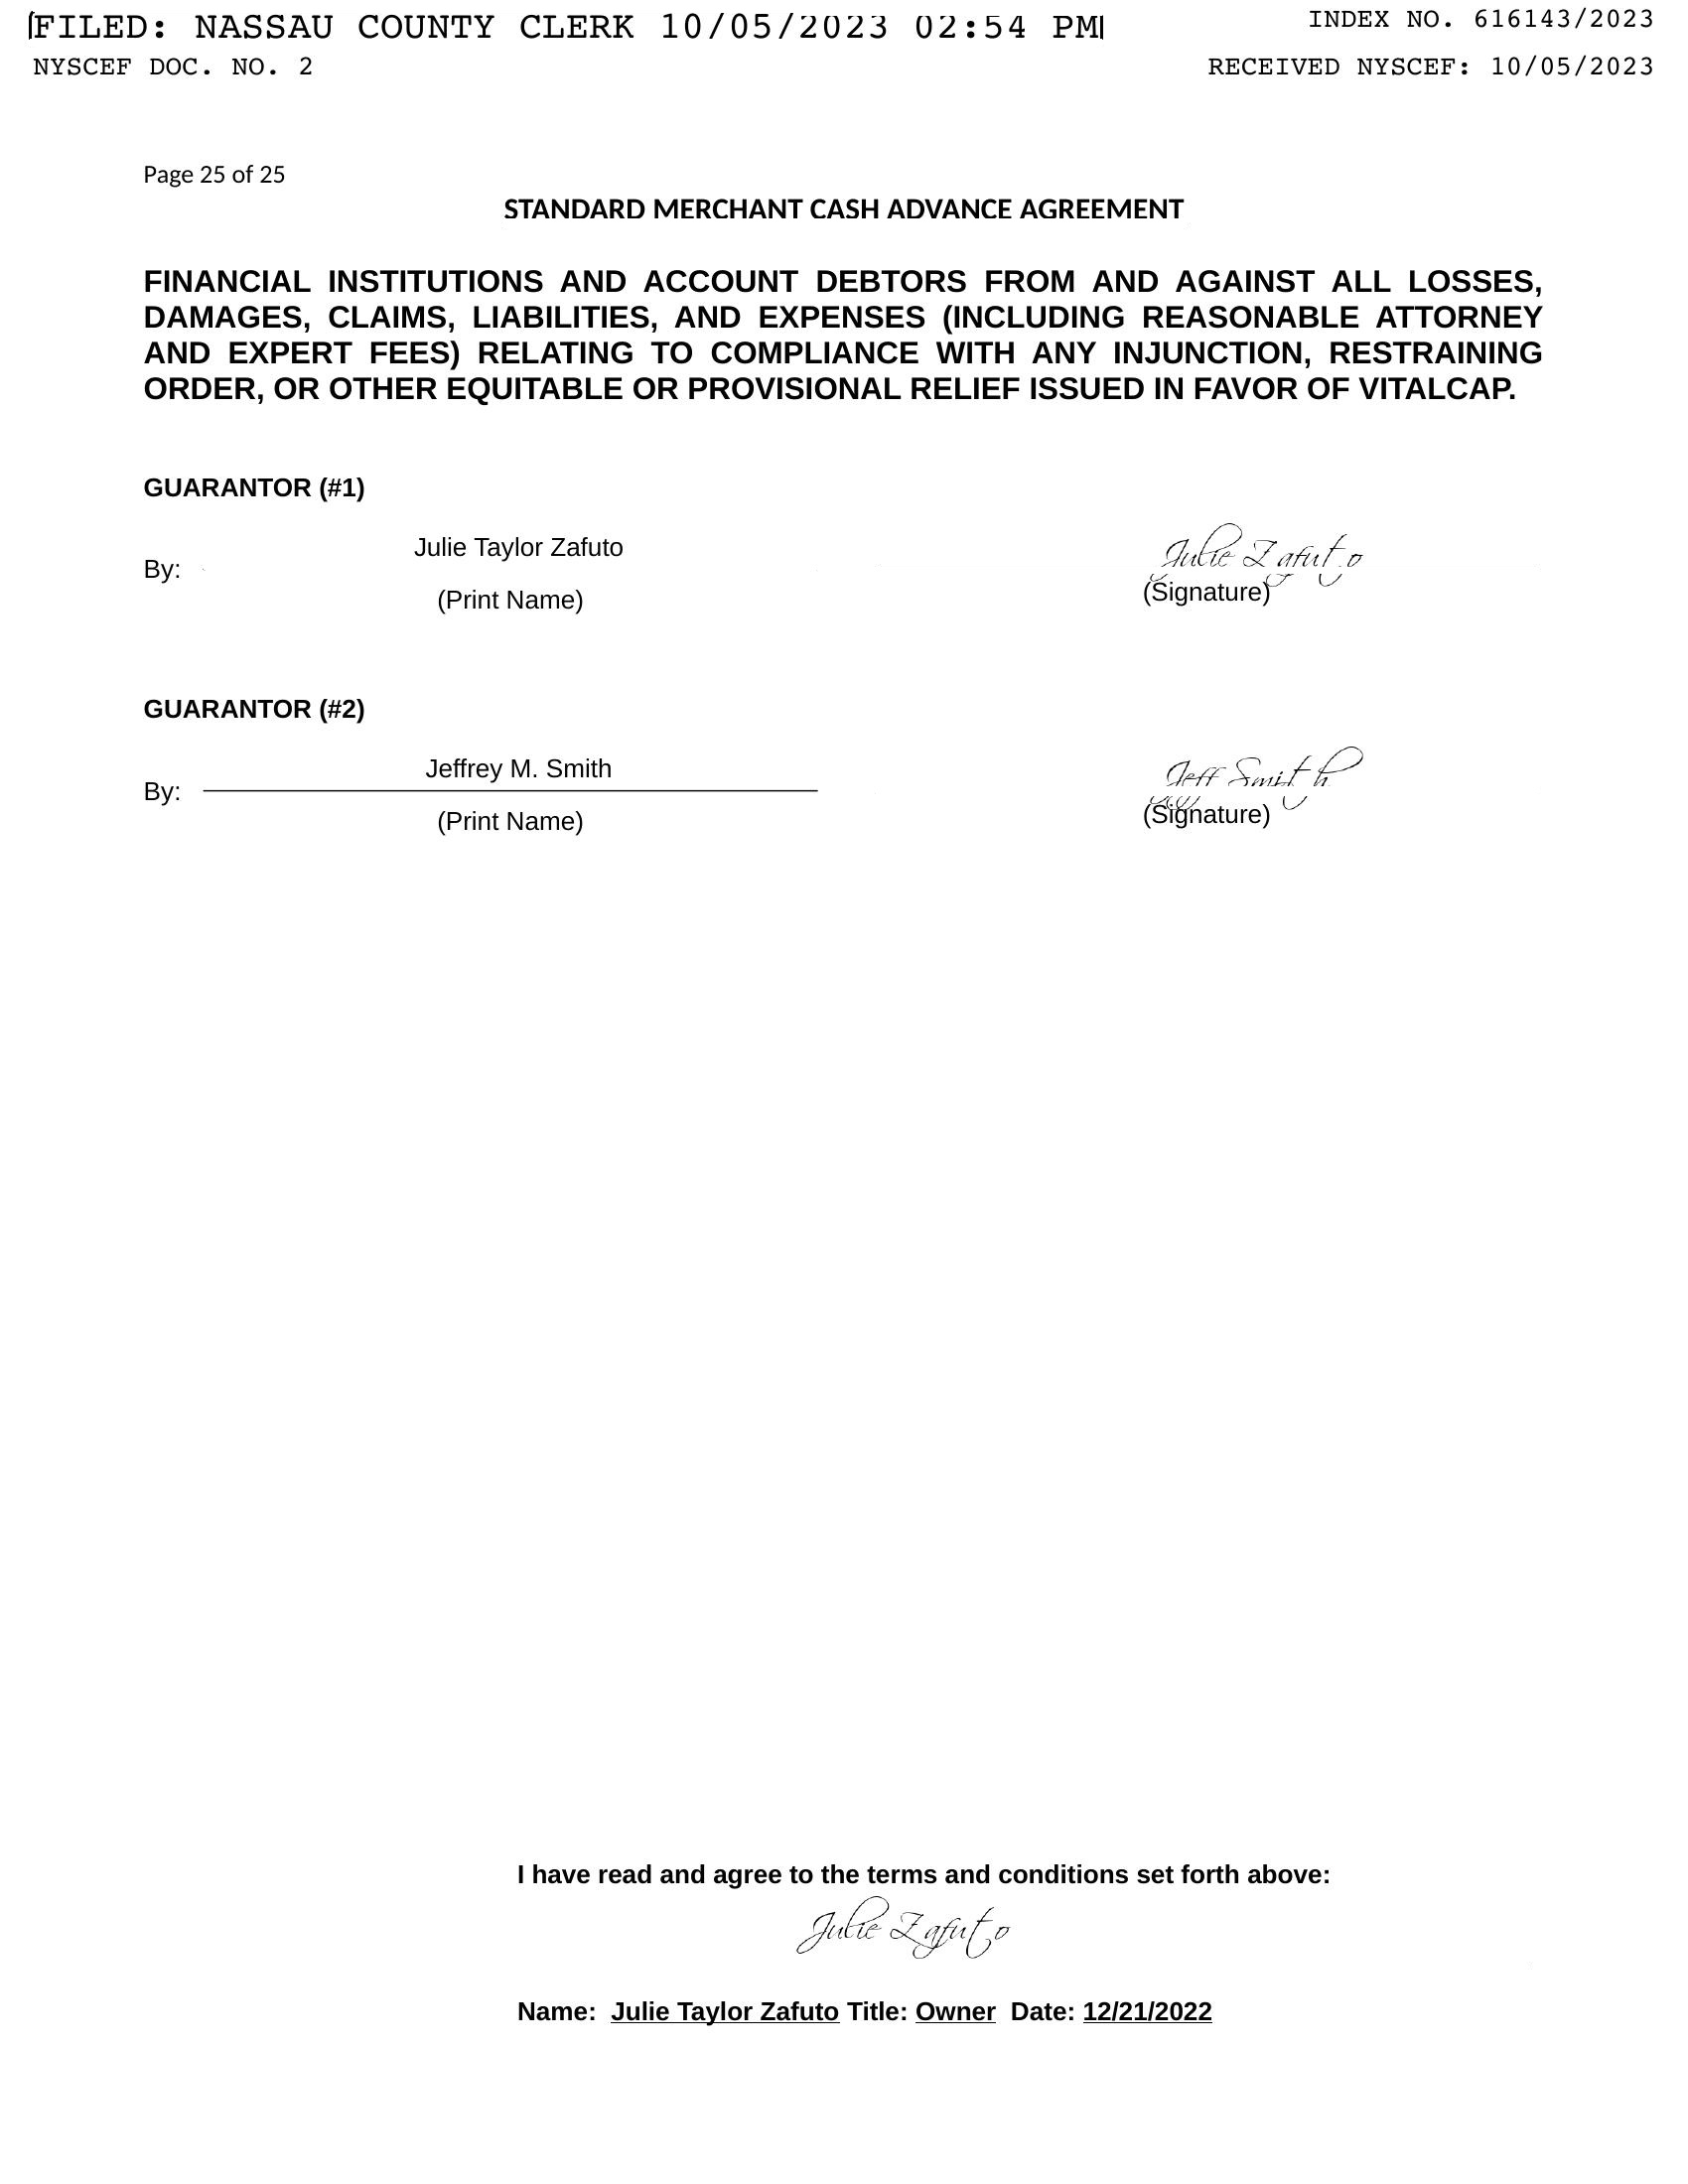 FILED: NASSAU COUNTY CLERK 10/05/2023 02:54 PM
INDEX NO. 616143/2023
NYSCEF DOC. NO. 2
RECEIVED NYSCEF: 10/05/2023
Page 25 of 25
STANDARD MERCHANT CASH ADVANCE AGREEMENT
FINANCIAL INSTITUTIONS AND ACCOUNT DEBTORS FROM AND AGAINST ALL LOSSES,
DAMAGES, CLAIMS, LIABILITIES, AND EXPENSES (INCLUDING REASONABLE ATTORNEY
AND EXPERT FEES) RELATING TO COMPLIANCE WITH ANY INJUNCTION, RESTRAINING
ORDER, OR OTHER EQUITABLE OR PROVISIONAL RELIEF ISSUED IN FAVOR OF VITALCAP.
GUARANTOR (#1)
By: Julie Taylor Zafuto Julie Zafuto
(Print Name) (Signature)
GUARANTOR (#2)
By: Jeffrey M. Smith Jeff Smith
(Print Name) (Signature)
I have read and agree to the terms and conditions set forth above:
Julie Zafuto
Name: Julie Taylor Zafuto Title: Owner Date: 12/21/2022